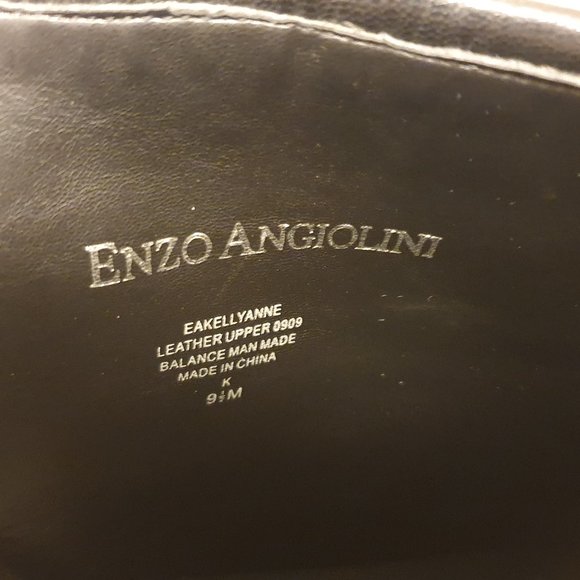 ENZO ANGIOLINI
EAKELLYANNE
LEATHER UPPER 0909
BALANCE MAN MADE
MADE IN CHINA
K
9½M